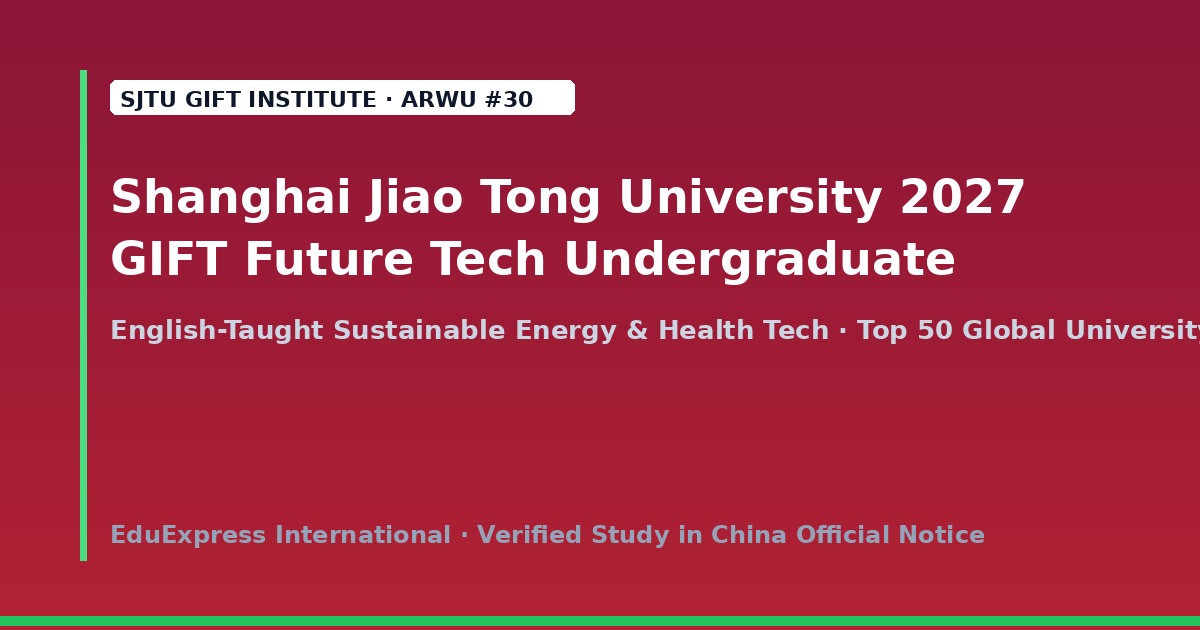 SJTU GIFT INSTITUTE · ARWU #30
Shanghai Jiao Tong University 2027
GIFT Future Tech Undergraduate
English-Taught Sustainable Energy & Health Tech · Top 50 Global University
EduExpress International · Verified Study in China Official Notice